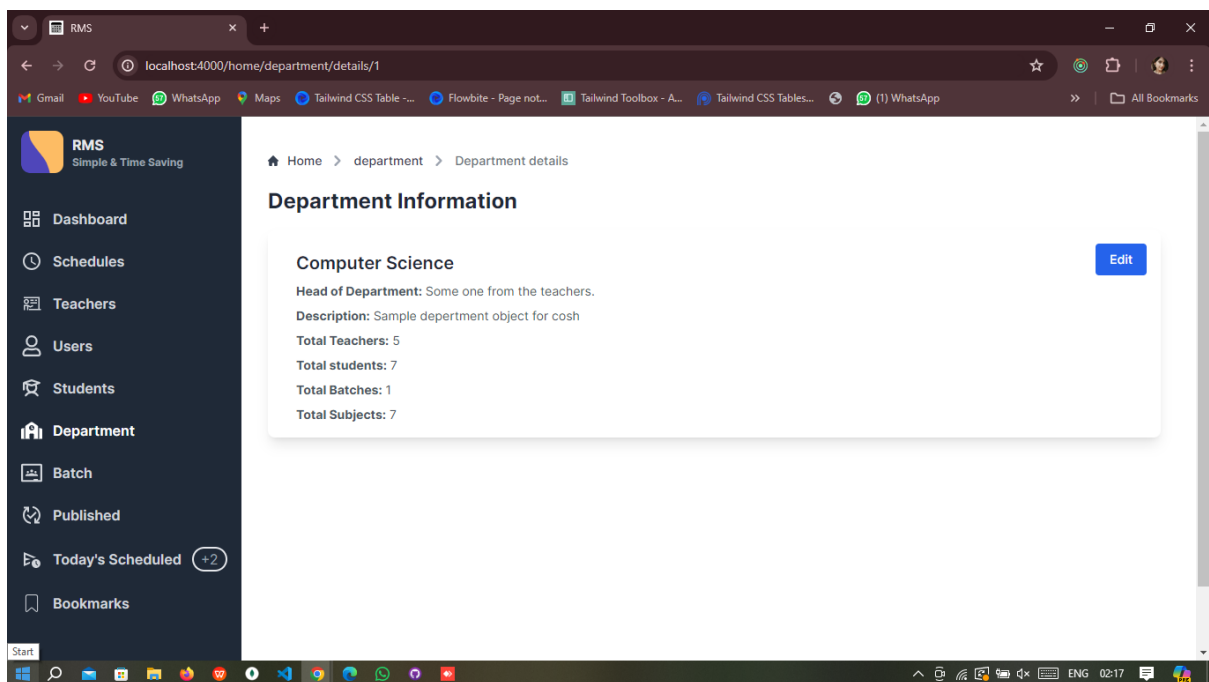 RMS
localhost:4000/home/department/details/1
Gmail YouTube WhatsApp Maps Tailwind CSS Table -... Flowbite - Page not... Tailwind Toolbox - A... Tailwind CSS Tables... (1) WhatsApp All Bookmarks
RMS
Simple & Time Saving
Dashboard
Schedules
Teachers
Users
Students
Department
Batch
Published
Today's Scheduled +2
Bookmarks
Home > department > Department details
Department Information
Computer Science
Edit
Head of Department: Some one from the teachers.
Description: Sample depertment object for cosh
Total Teachers: 5
Total students: 7
Total Batches: 1
Total Subjects: 7
Start
ENG 02:17